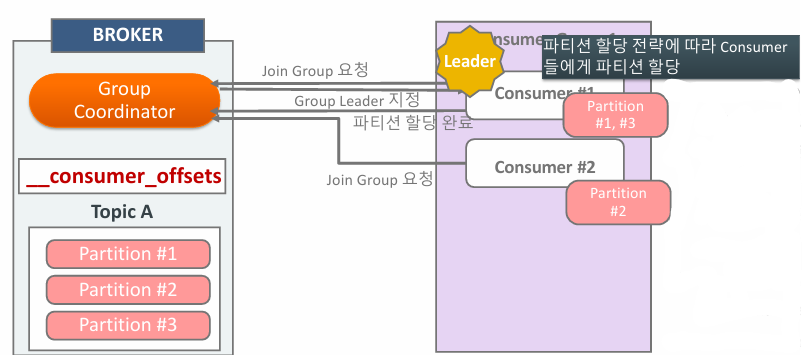 BROKER
Group
Coordinator
__consumer_offsets
Topic A
Partition #1
Partition #2
Partition #3
Join Group 요청
Group Leader 지정
파티션 할당 완료
Join Group 요청
Leader
파티션 할당 전략에 따라 Consumer
들에게 파티션 할당
Consumer #1
Partition
#1, #3
Consumer #2
Partition
#2